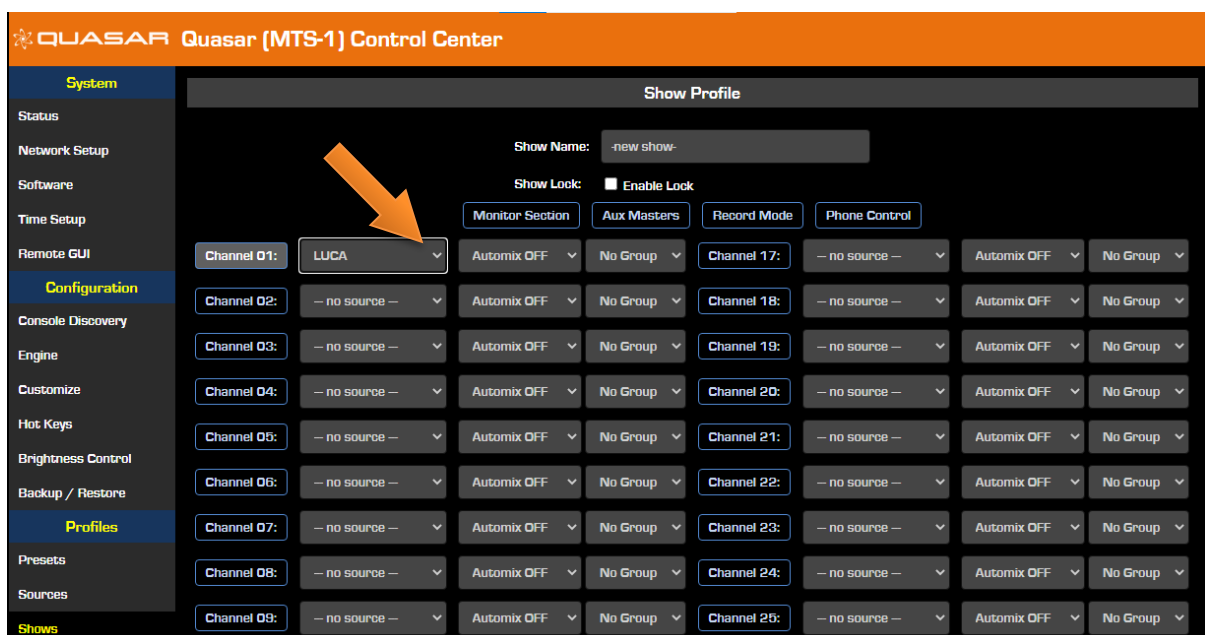 QUASAR Quasar (MTS-1) Control Center
System
Status
Network Setup
Software
Time Setup
Remote GUI
Configuration
Console Discovery
Engine
Customize
Hot Keys
Brightness Control
Backup / Restore
Profiles
Presets
Sources
Shows
Show Profile
Show Name: -new show-
Show Lock: Enable Lock
Monitor Section Aux Masters Record Mode Phone Control
Channel 01: LUCA Automix OFF No Group Channel 17: -- no source -- Automix OFF No Group
Channel 02: -- no source -- Automix OFF No Group Channel 18: -- no source -- Automix OFF No Group
Channel 03: -- no source -- Automix OFF No Group Channel 19: -- no source -- Automix OFF No Group
Channel 04: -- no source -- Automix OFF No Group Channel 20: -- no source -- Automix OFF No Group
Channel 05: -- no source -- Automix OFF No Group Channel 21: -- no source -- Automix OFF No Group
Channel 06: -- no source -- Automix OFF No Group Channel 22: -- no source -- Automix OFF No Group
Channel 07: -- no source -- Automix OFF No Group Channel 23: -- no source -- Automix OFF No Group
Channel 08: -- no source -- Automix OFF No Group Channel 24: -- no source -- Automix OFF No Group
Channel 09: -- no source -- Automix OFF No Group Channel 25: -- no source -- Automix OFF No Group